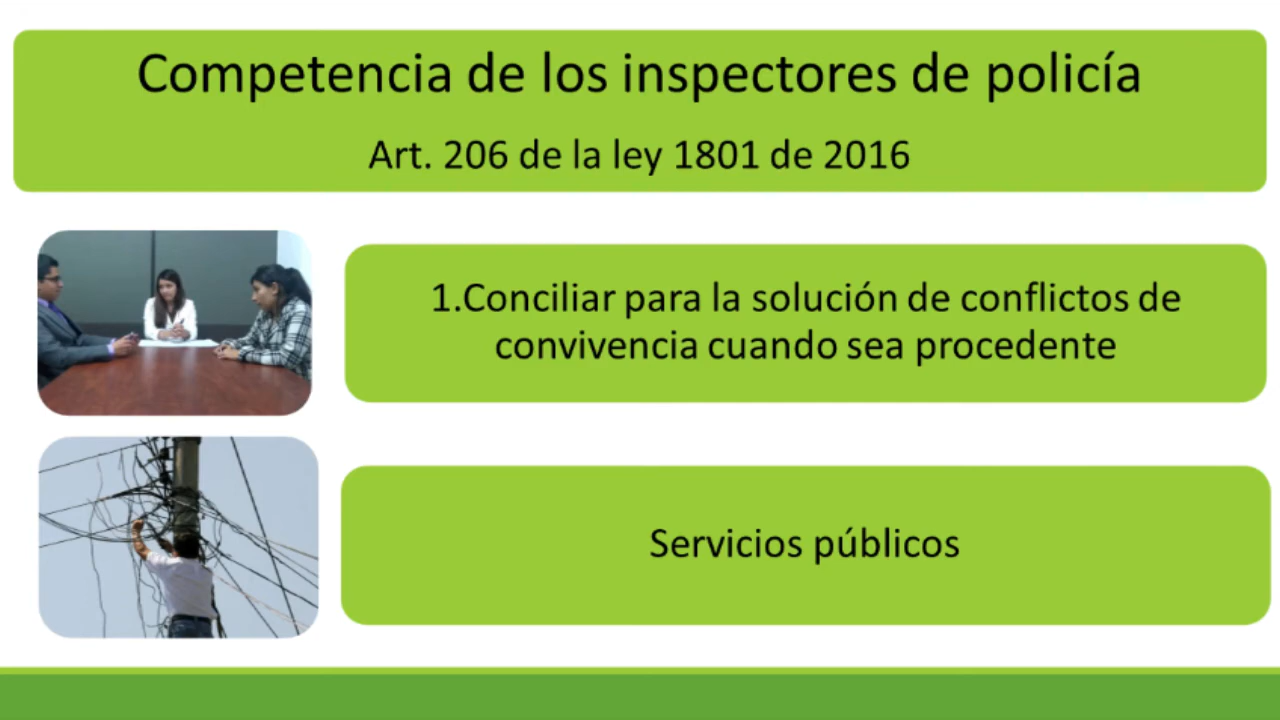 Competencia de los inspectores de policía
Art. 206 de la ley 1801 de 2016
1.Conciliar para la solución de conflictos de
convivencia cuando sea procedente
Servicios públicos